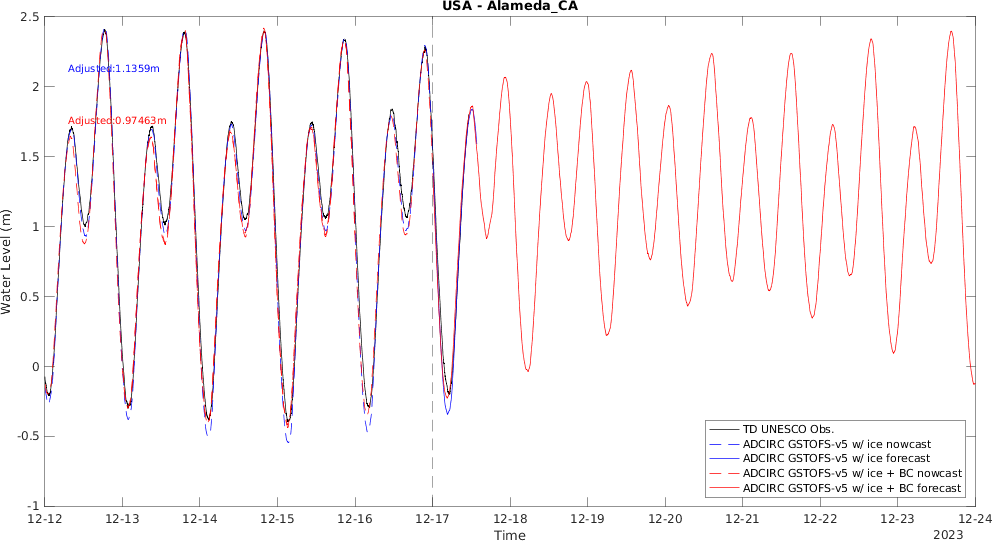 USA - Alameda_CA
2.5
2
1.5
1
0.5
0
-0.5
-1
Water Level (m)
Adjusted:1.1359m
Adjusted:0.97463m
TD UNESCO Obs.
ADCIRC GSTOFS-v5 w/ ice nowcast
ADCIRC GSTOFS-v5 w/ ice forecast
ADCIRC GSTOFS-v5 w/ ice + BC nowcast
ADCIRC GSTOFS-v5 w/ ice + BC forecast
12-12 12-13 12-14 12-15 12-16 12-17 12-18 12-19 12-20 12-21 12-22 12-23 12-24
Time
2023